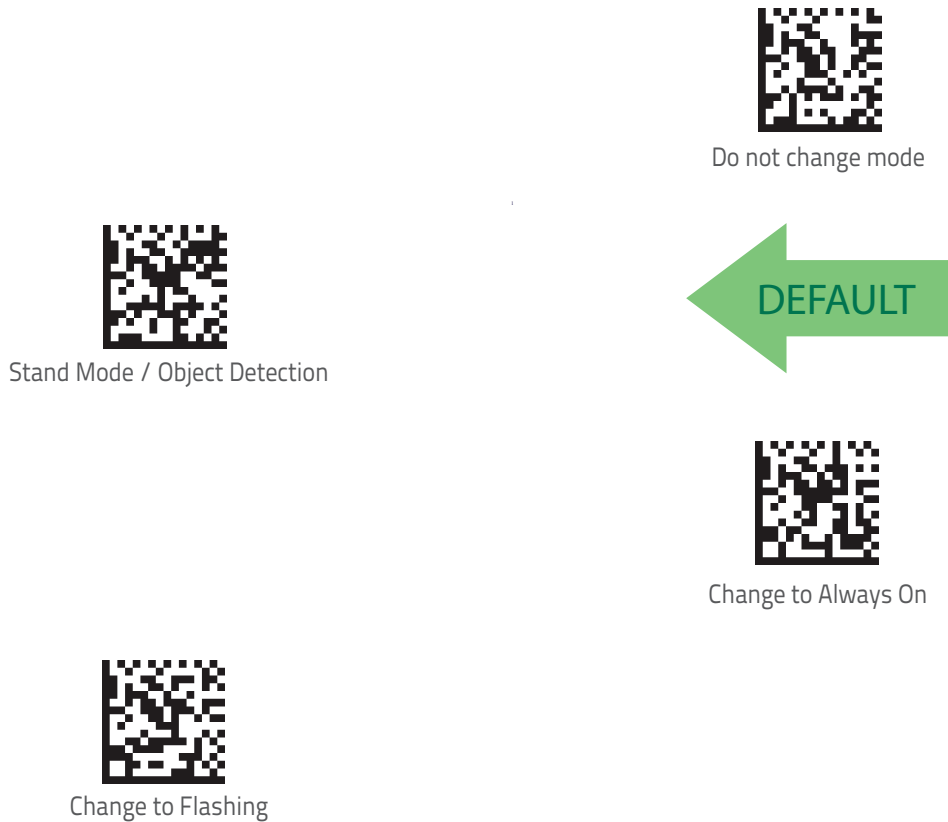 Do not change mode
DEFAULT
Stand Mode / Object Detection
Change to Always On
Change to Flashing